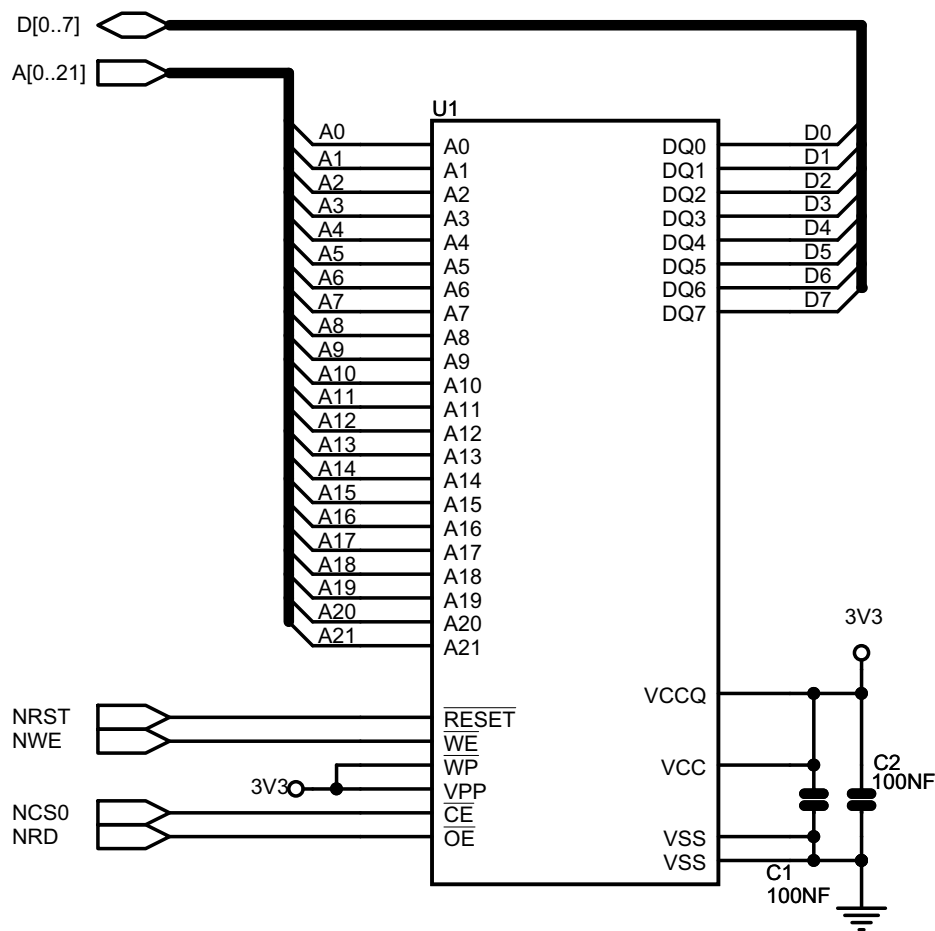 D[0..7]
A[0..21]
U1
A0 A0 DQ0 D0
A1 A1 DQ1 D1
A2 A2 DQ2 D2
A3 A3 DQ3 D3
A4 A4 DQ4 D4
A5 A5 DQ5 D5
A6 A6 DQ6 D6
A7 A7 DQ7 D7
A8 A8
A9 A9
A10 A10
A11 A11
A12 A12
A13 A13
A14 A14
A15 A15
A16 A16
A17 A17
A18 A18
A19 A19
A20 A20
A21 A21
3V3
VCCQ
NRST RESET
NWE WE
WP VCC
3V3 VPP
C2
100NF
NCS0 CE
NRD OE VSS
VSS
C1
100NF